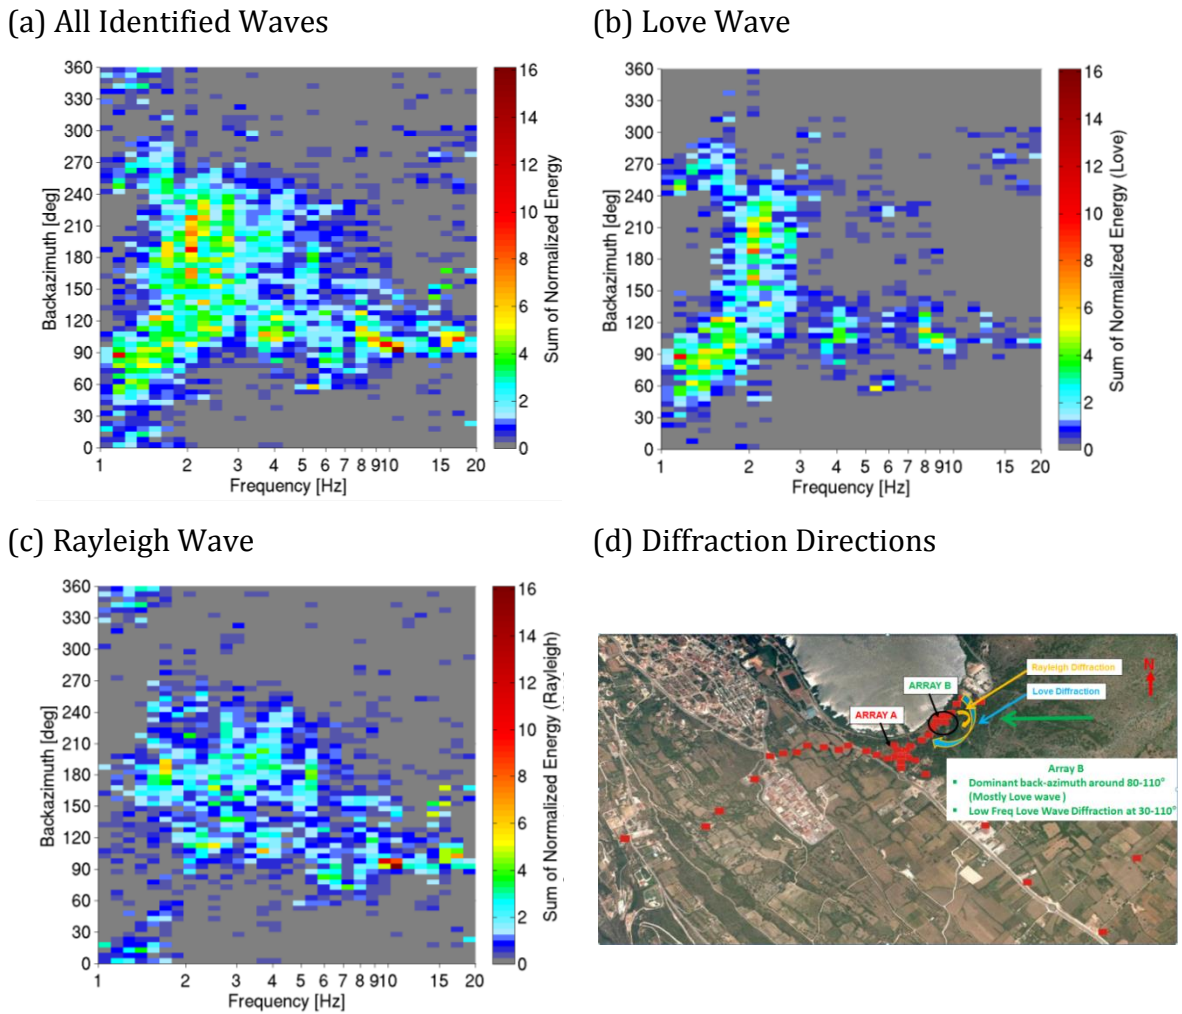 (a) All Identified Waves
360
330
300
270
240
210
180
150
120
90
60
30
0
Backazimuth [deg]
1 2 3 4 5 6 7 8 910 15 20
Frequency [Hz]
16
14
12
10
8
6
4
2
0
Sum of Normalized Energy
(b) Love Wave
360
330
300
270
240
210
180
150
120
90
60
30
0
Backazimuth [deg]
1 2 3 4 5 6 7 8 910 15 20
Frequency [Hz]
16
14
12
10
8
6
4
2
0
Sum of Normalized Energy (Love)
(c) Rayleigh Wave
360
330
300
270
240
210
180
150
120
90
60
30
0
Backazimuth [deg]
1 2 3 4 5 6 7 8 910 15 20
Frequency [Hz]
16
14
12
10
8
6
4
2
0
Sum of Normalized Energy (Rayleigh)
(d) Diffraction Directions
Rayleigh Diffraction
N
ARRAY B
Love Diffraction
ARRAY A
Array B
▪ Dominant back-azimuth around 80-110°
(Mostly Love wave )
▪ Low Freq Love Wave Diffraction at 30-110°